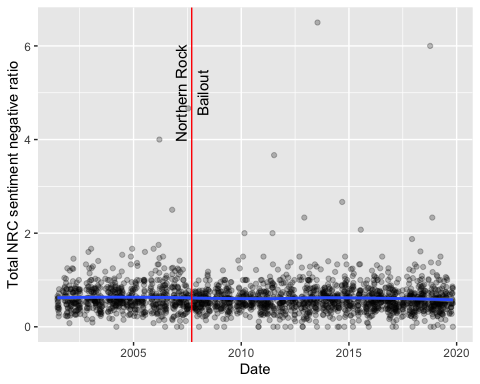 Total NRC sentiment negative ratio
6
4
2
0
Northern Rock
Bailout
2005
2010
2015
2020
Date